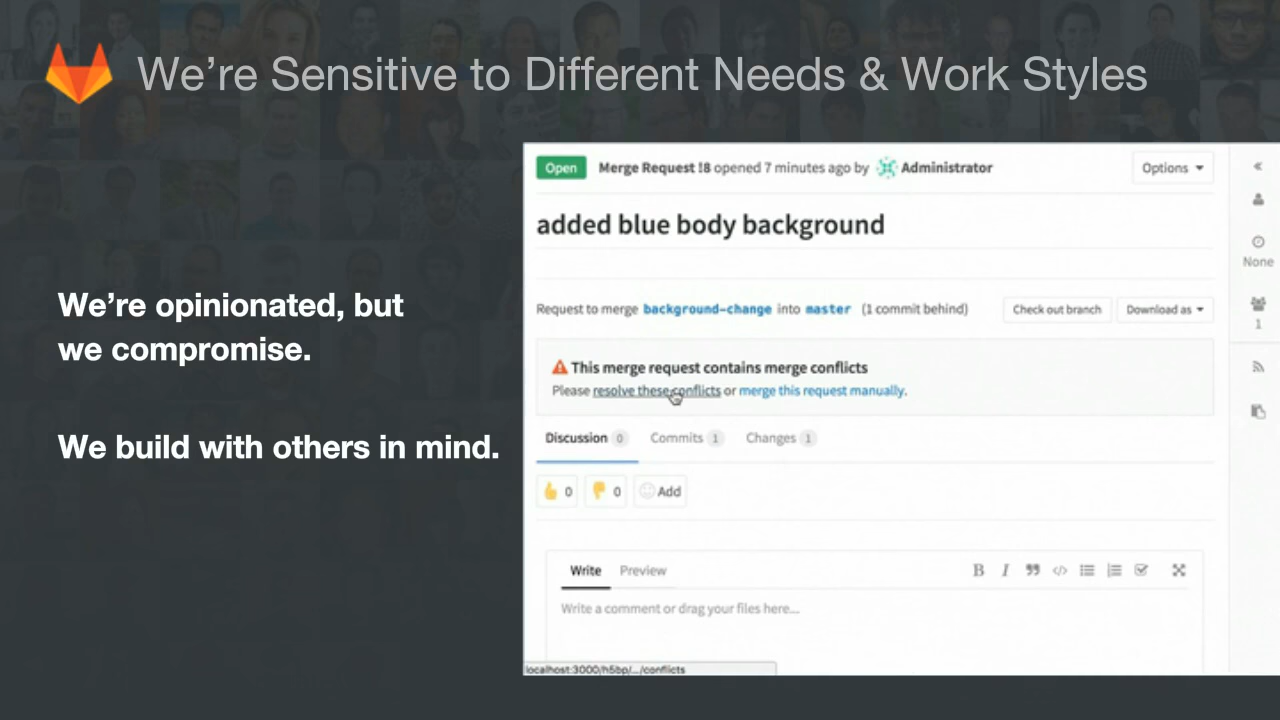 We’re Sensitive to Different Needs & Work Styles
We’re opinionated, but
we compromise.
We build with others in mind.
Open Merge Request !8 opened 7 minutes ago by Administrator Options
added blue body background
None
Request to merge background-change into master (1 commit behind) Check out branch Download as
1
This merge request contains merge conflicts
Please resolve these conflicts or merge this request manually.
Discussion 0 Commits 1 Changes 1
0 0 Add
Write Preview B I
Write a comment or drag your files here...
localhost:3000/h5bp/.../conflicts